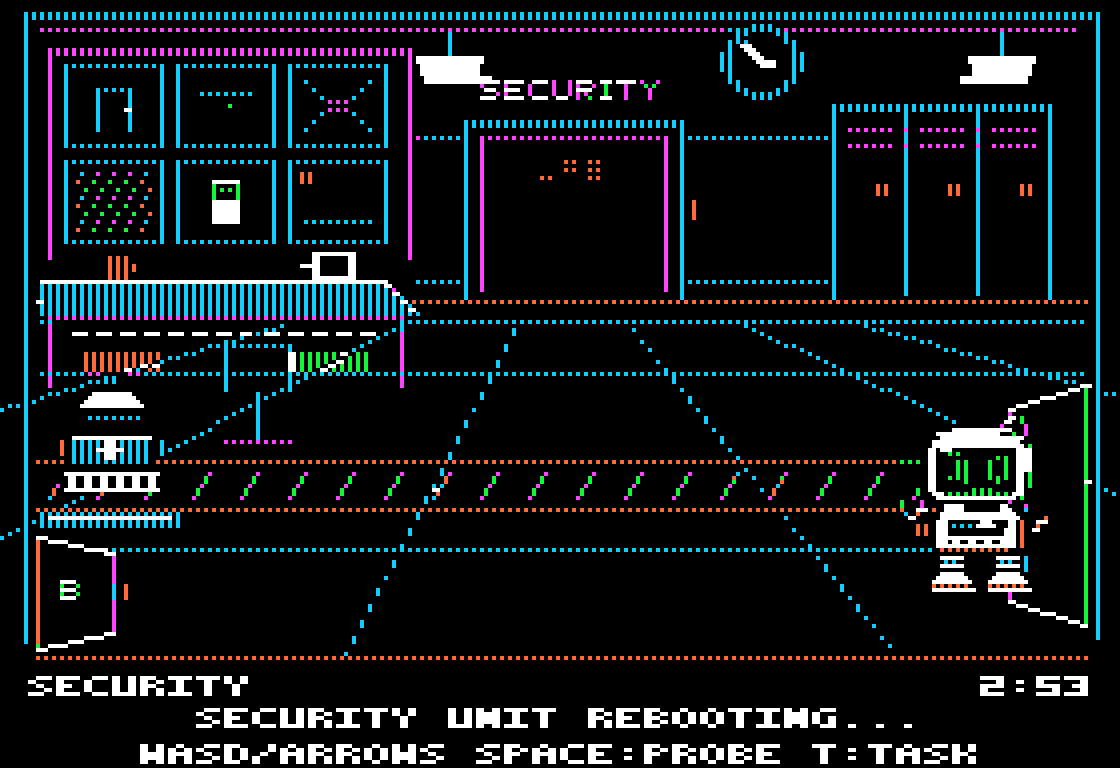 SECURITY
B
SECURITY 2:53
SECURITY UNIT REBOOTING...
WASD/ARROWS SPACE:PROBE T:TASK